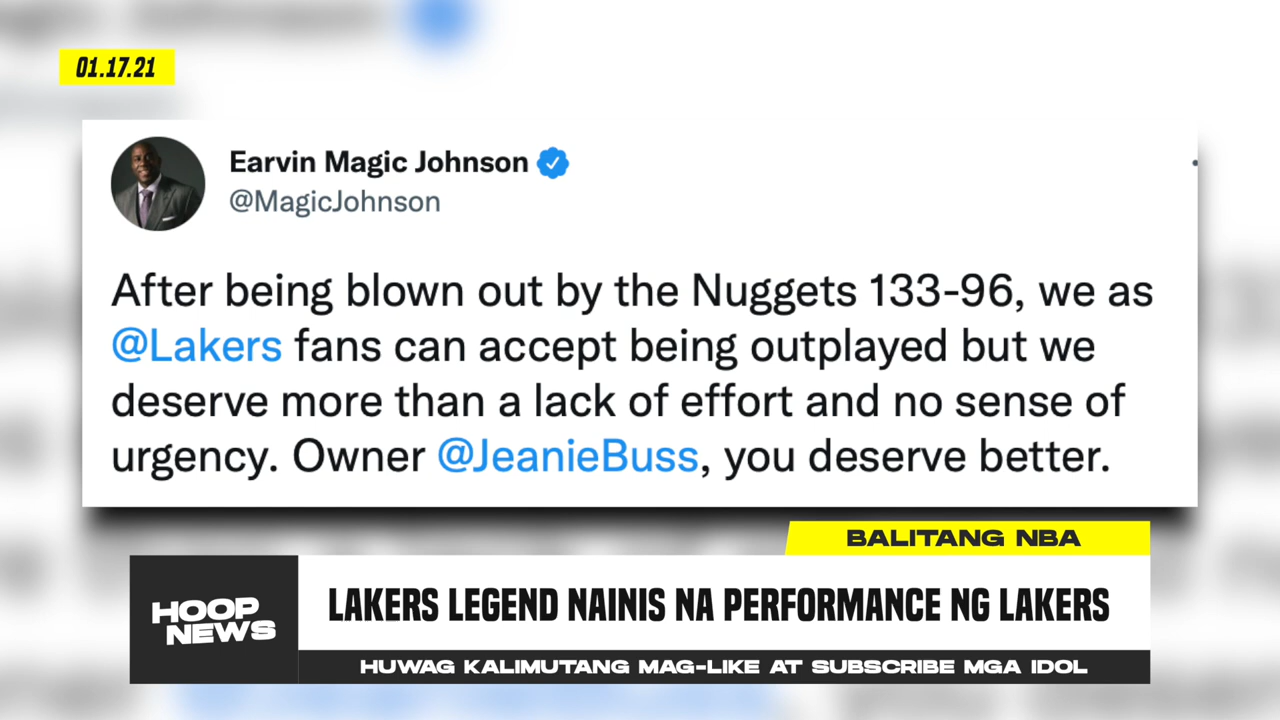 01.17.21
Earvin Magic Johnson
@MagicJohnson
After being blown out by the Nuggets 133-96, we as
@Lakers fans can accept being outplayed but we
deserve more than a lack of effort and no sense of
urgency. Owner @JeanieBuss, you deserve better.
BALITANG NBA
HOOP
NEWS
LAKERS LEGEND NAINIS NA PERFORMANCE NG LAKERS
HUWAG KALIMUTANG MAG-LIKE AT SUBSCRIBE MGA IDOL